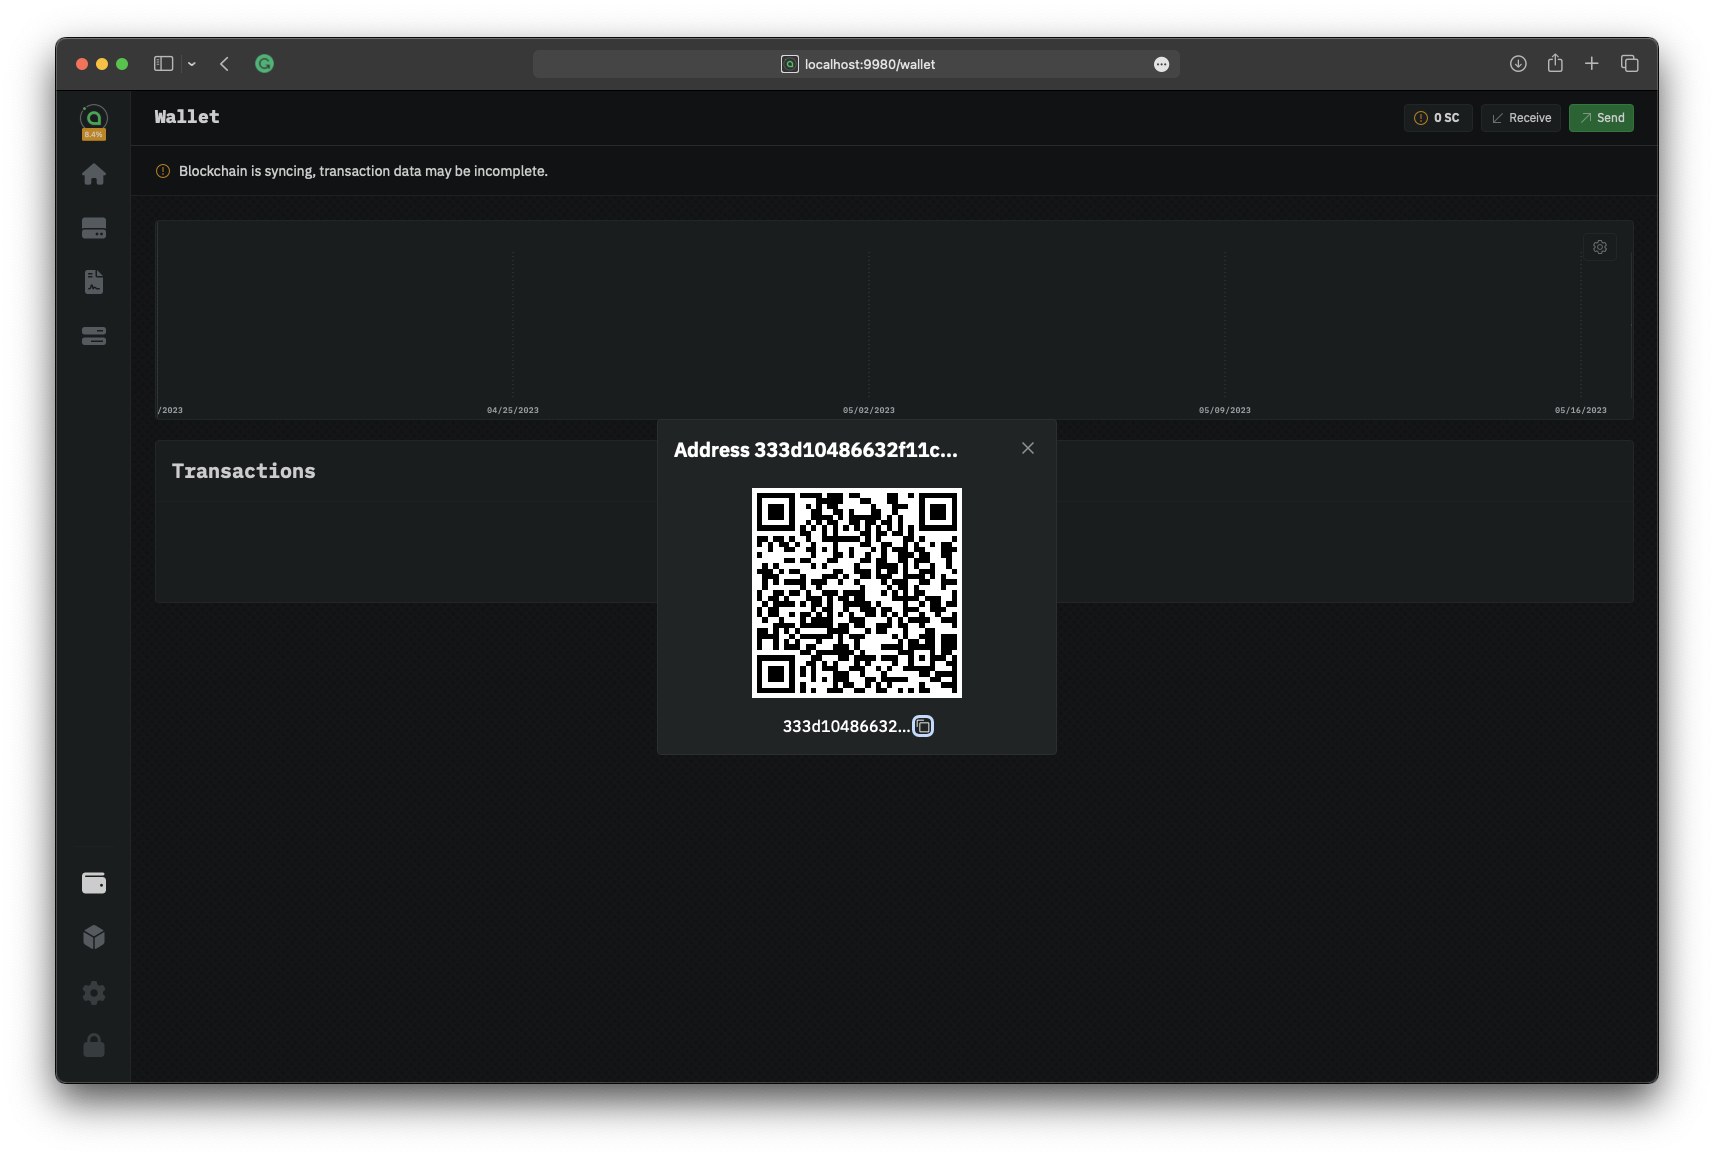 localhost:9980/wallet
8.4%
Wallet
0 SC
Receive
Send
Blockchain is syncing, transaction data may be incomplete.
/2023
04/25/2023
05/02/2023
05/09/2023
05/16/2023
Address 333d10486632f11c...
Transactions
333d10486632...